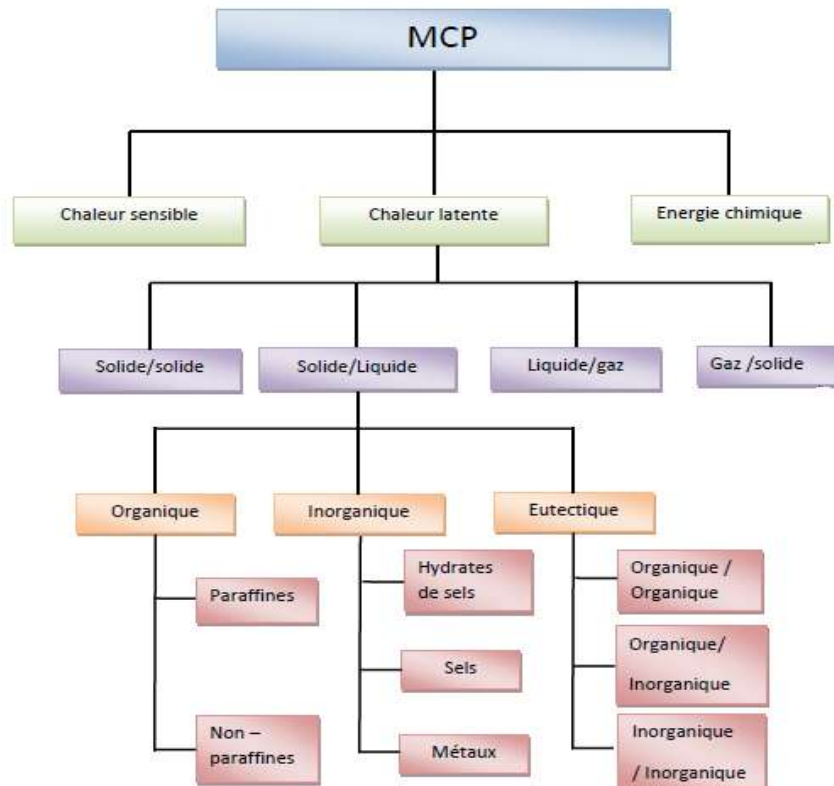 MCP
Chaleur sensible
Chaleur latente
Energie chimique
Solide/solide
Solide/Liquide
Liquide/gaz
Gaz /solide
Organique
Inorganique
Eutectique
Paraffines
Non –
paraffines
Hydrates
de sels
Sels
Métaux
Organique /
Organique
Organique/
Inorganique
Inorganique
/ Inorganique